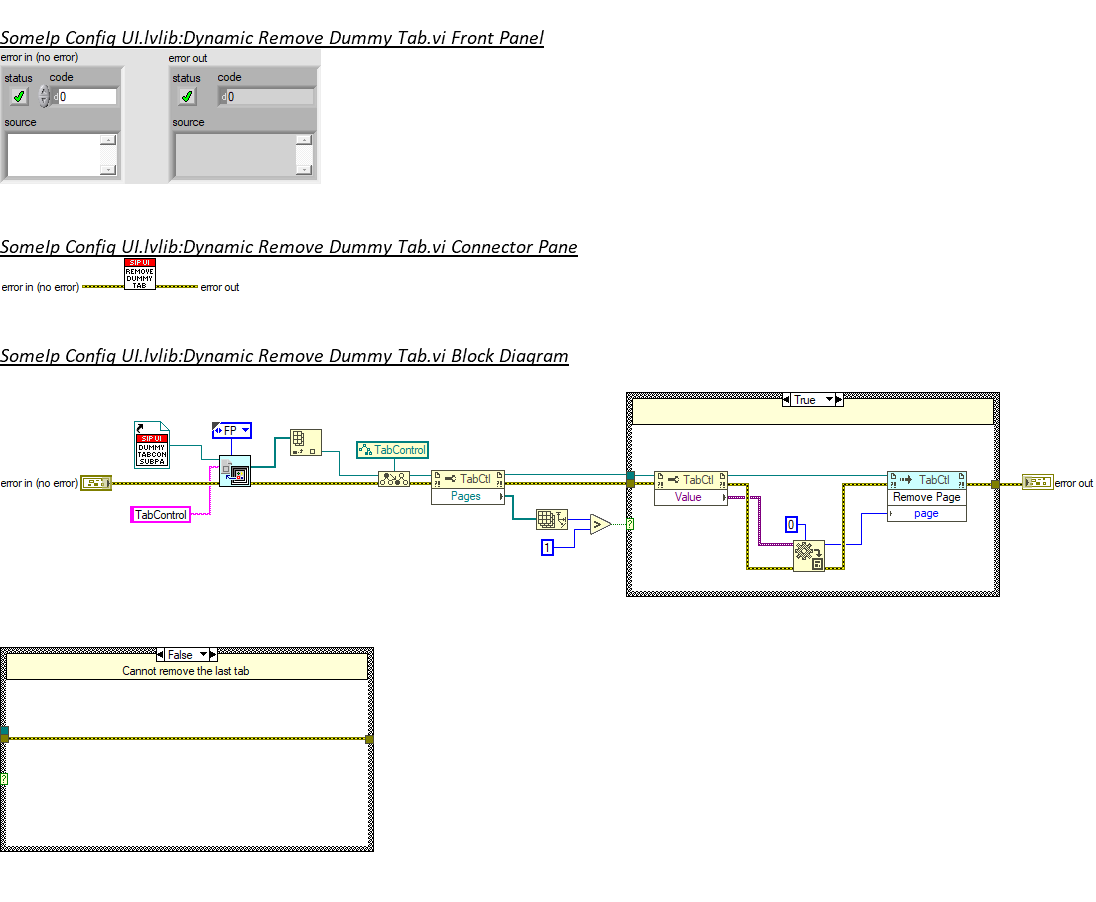 SomeIp Config UI.lvlib:Dynamic Remove Dummy Tab.vi Front Panel
error in (no error)
error out
status code
status code
0
0
source
source
SomeIp Config UI.lvlib:Dynamic Remove Dummy Tab.vi Connector Pane
SIP UI
REMOVE
DUMMY
TAB
error in (no error)
error out
SomeIp Config UI.lvlib:Dynamic Remove Dummy Tab.vi Block Diagram
True
SIP UI
DUMMY
TABCON
SUBPA
FP
TabControl
error in (no error)
TabControl
TabCtl
Pages
1
>
?
TabCtl
Value
0
TabCtl
Remove Page
page
error out
False
Cannot remove the last tab
?